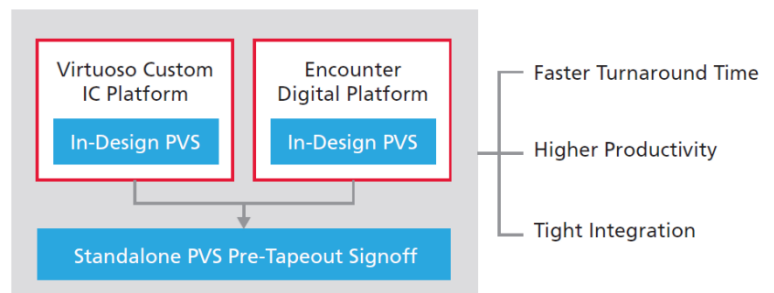 Virtuoso Custom
IC Platform
In-Design PVS
Encounter
Digital Platform
In-Design PVS
Standalone PVS Pre-Tapeout Signoff
Faster Turnaround Time
Higher Productivity
Tight Integration